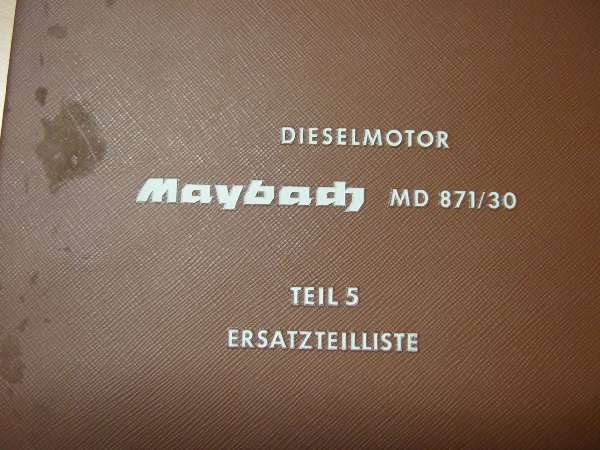 DIESELMOTOR
Maybach MD 871/30
TEIL 5
ERSATZTEILLISTE